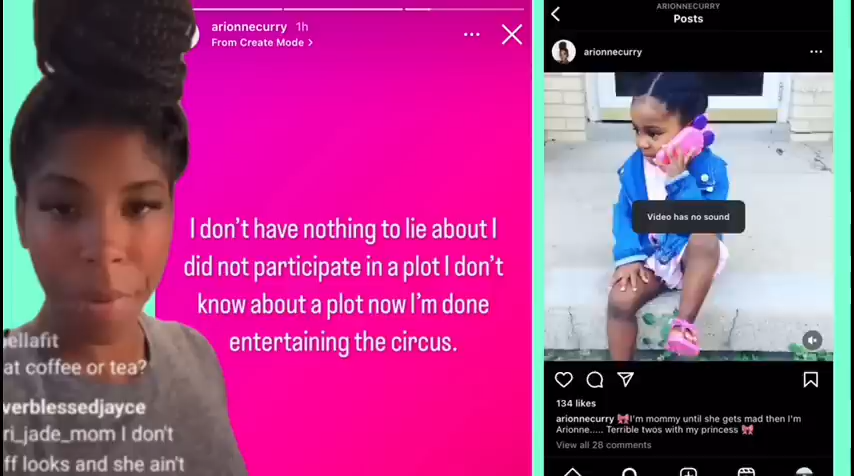 arionnecurry 1h
From Create Mode >
I don't have nothing to lie about I
did not participate in a plot I don't
know about a plot now I'm done
entertaining the circus.
ellafit
at coffee or tea?
verblessedjayce
ri_jade_mom I don't
ff looks and she ain't
ARIONNECURRY
Posts
arionnecurry
Video has no sound
134 likes
arionnecurry 🎀I'm mommy until she gets mad then I'm
Arionne..... Terrible twos with my princess 🎀
View all 28 comments